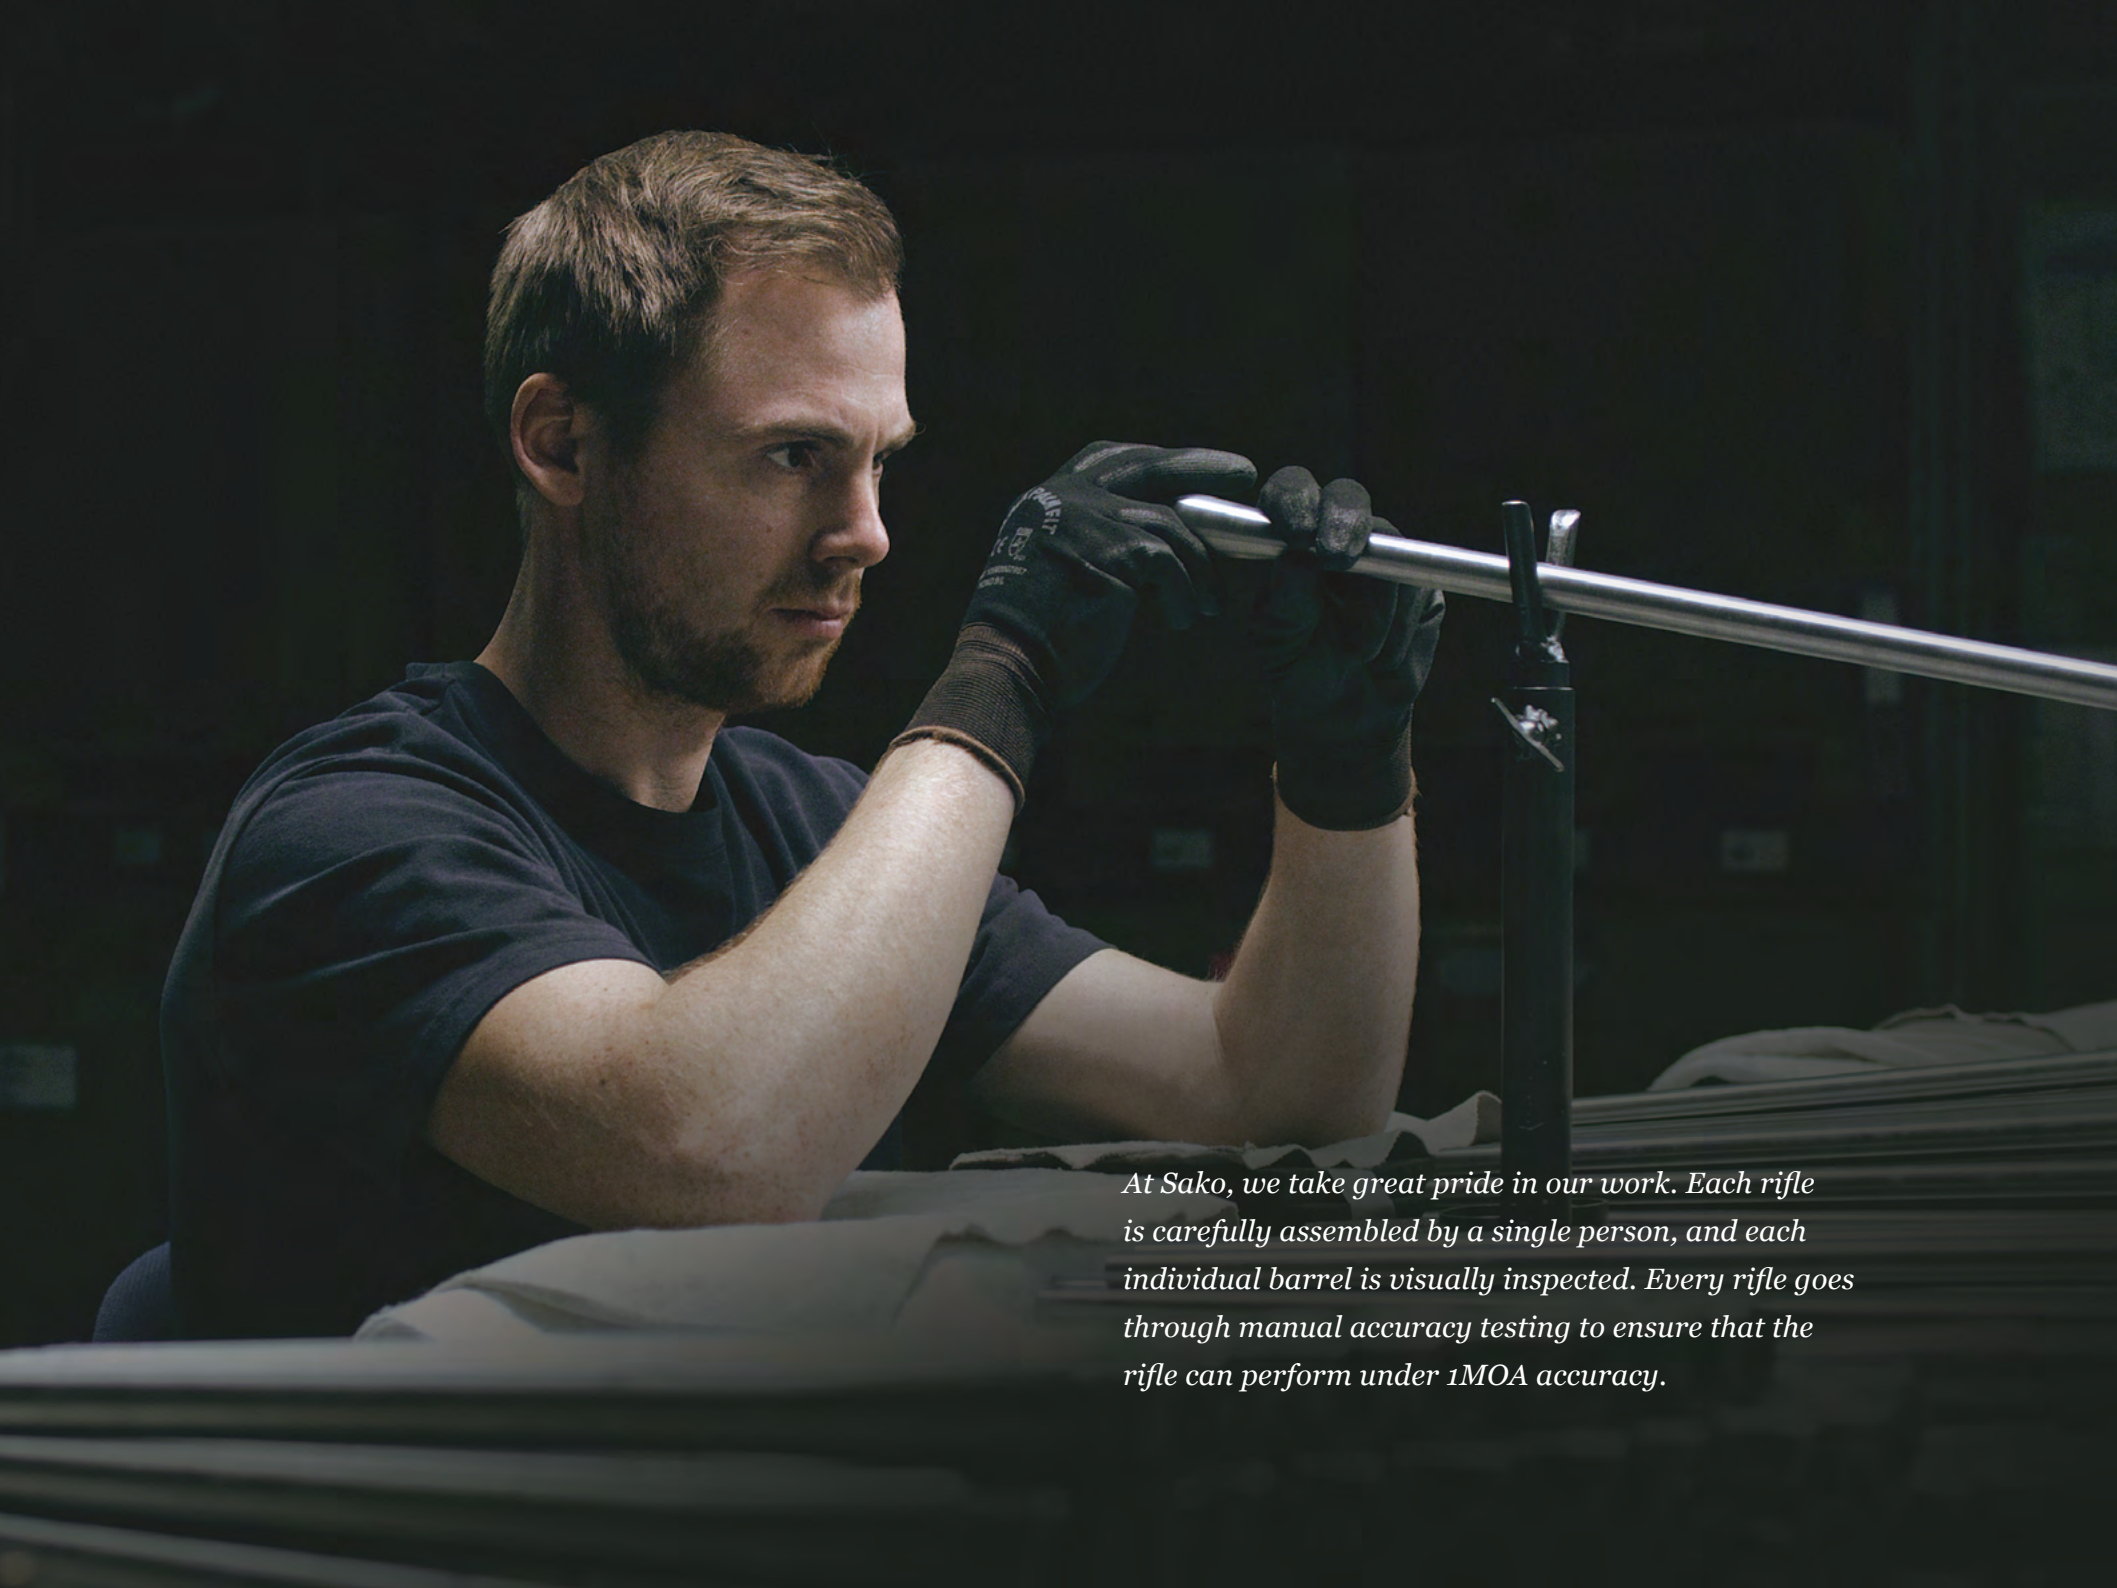 At Sako, we take great pride in our work. Each rifle
is carefully assembled by a single person, and each
individual barrel is visually inspected. Every rifle goes
through manual accuracy testing to ensure that the
rifle can perform under 1MOA accuracy.